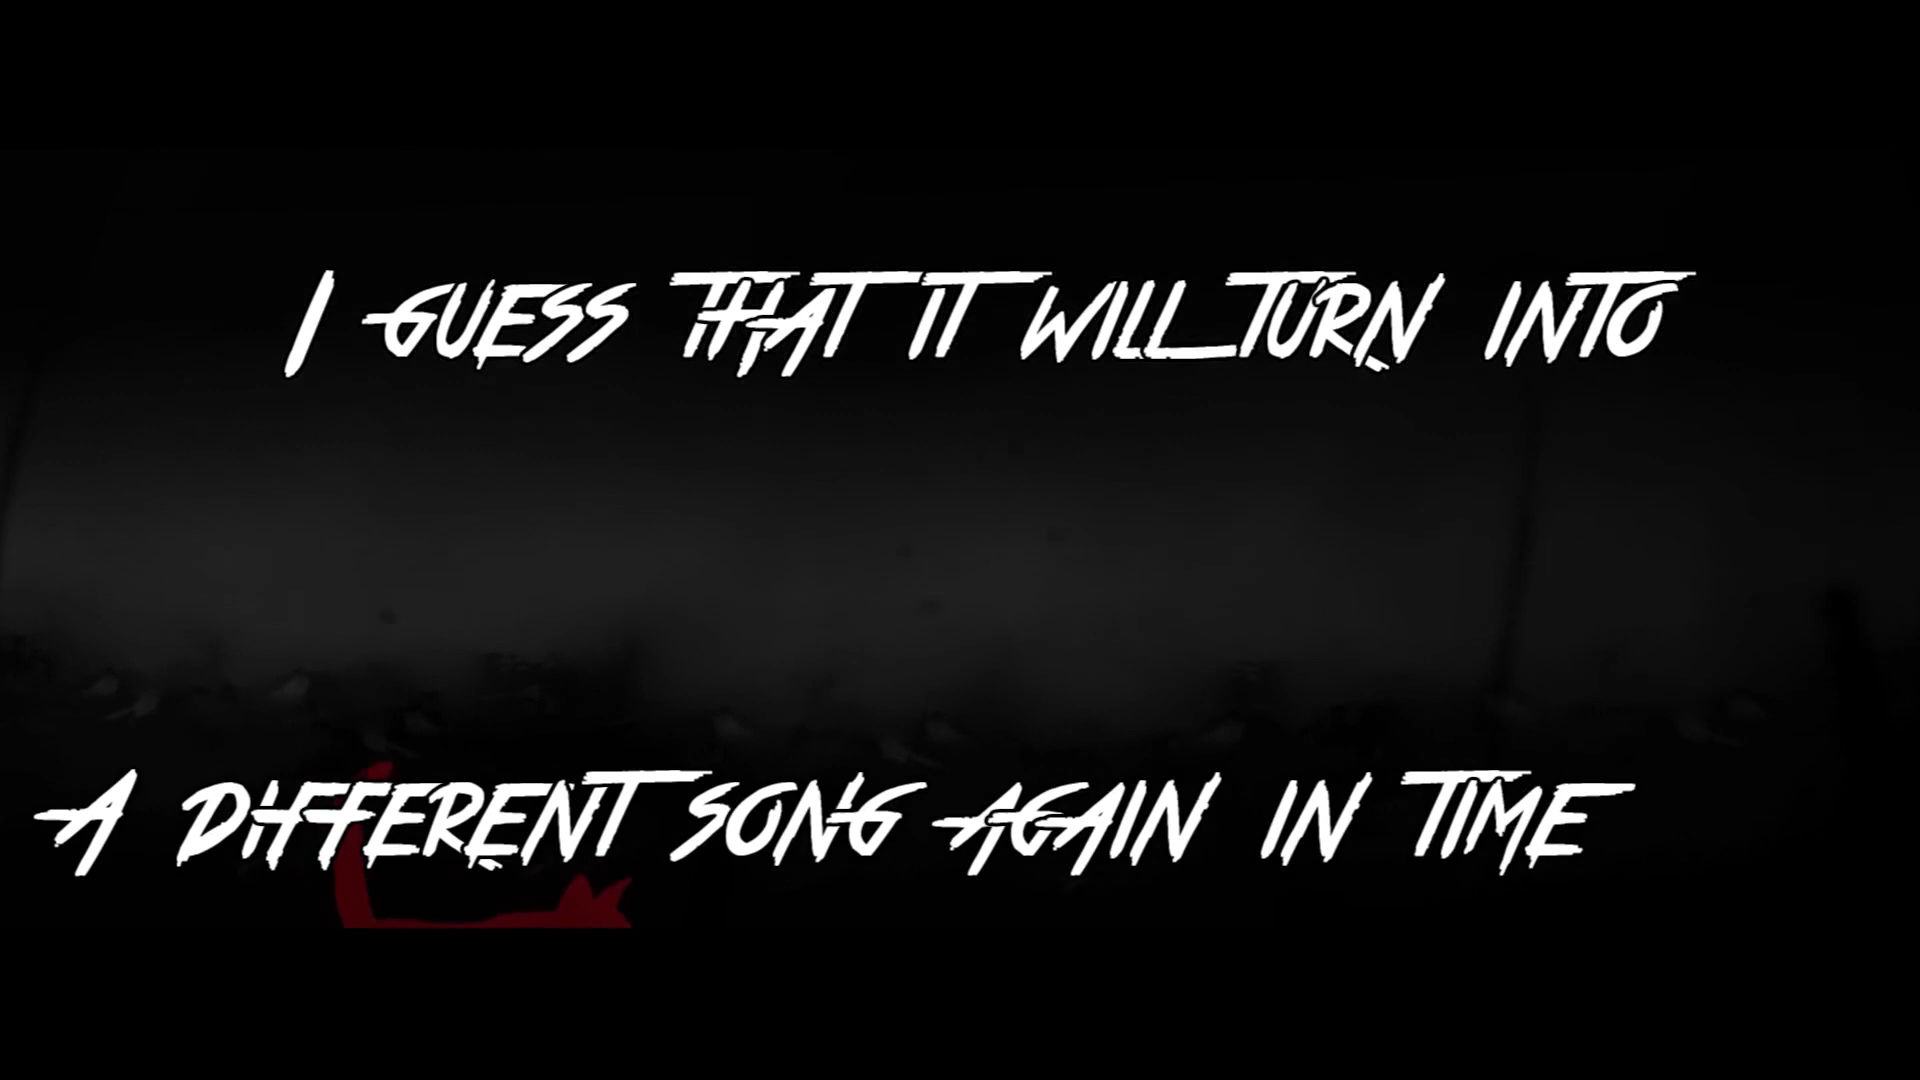 I GUESS THAT IT WILL TURN INTO
A DIFFERENT SONG AGAIN IN TIME